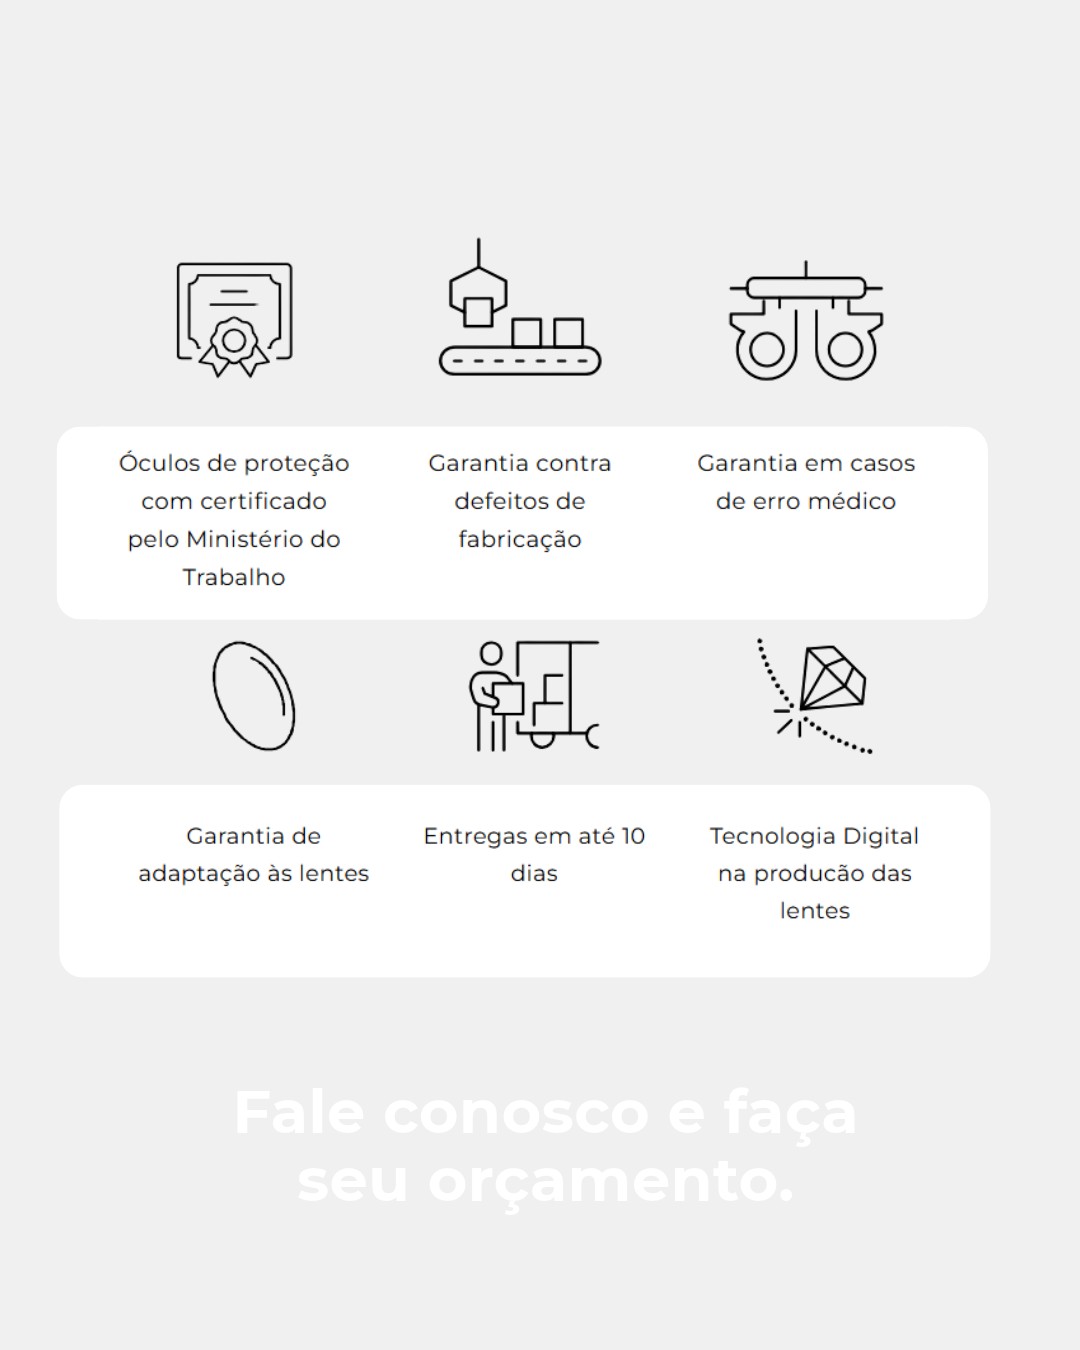 Óculos de proteção
com certificado
pelo Ministério do
Trabalho
Garantia contra
defeitos de
fabricação
Garantia em casos
de erro médico
Garantia de
adaptação às lentes
Entregas em até 10
dias
Tecnologia Digital
na producão das
lentes
Fale conosco e faça
seu orçamento.